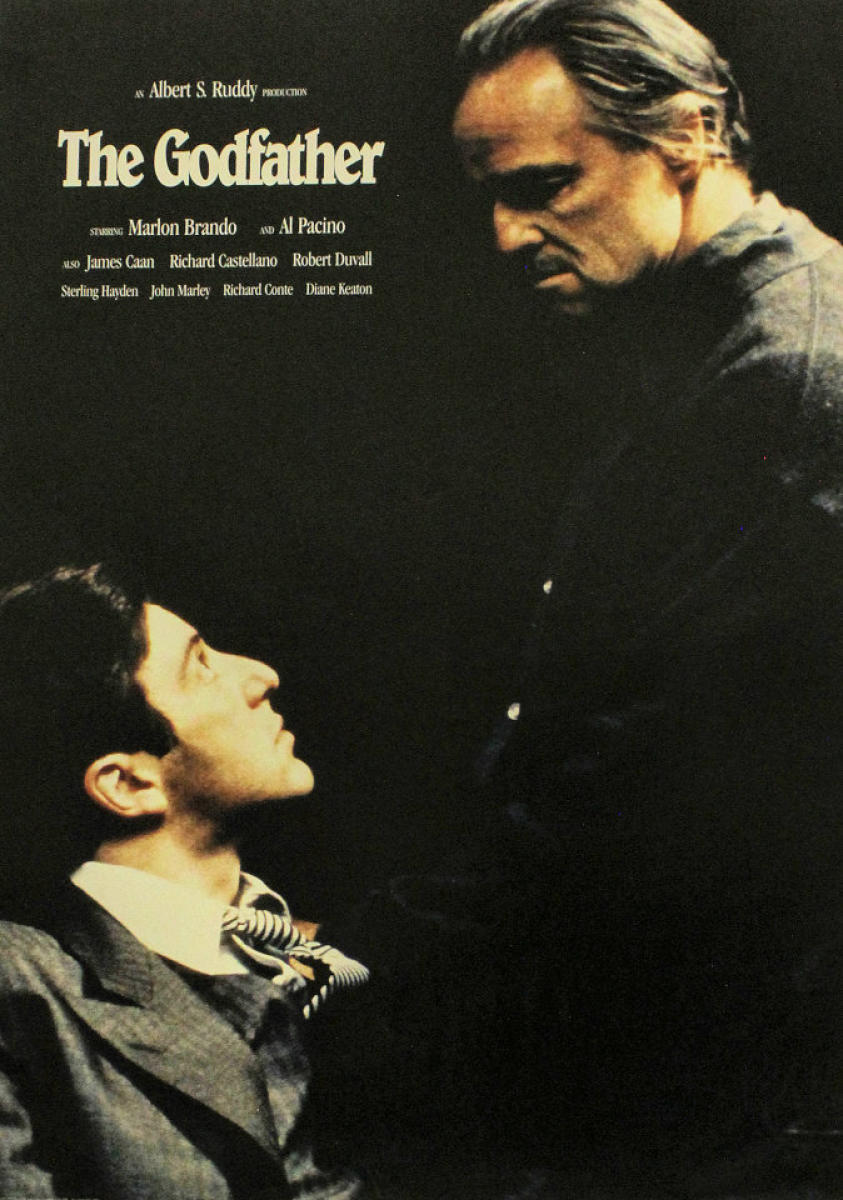 AN Albert S. Ruddy PRODUCTION
The Godfather
STARRING Marlon Brando AND Al Pacino
ALSO James Caan Richard Castellano Robert Duvall
Sterling Hayden John Marley Richard Conte Diane Keaton